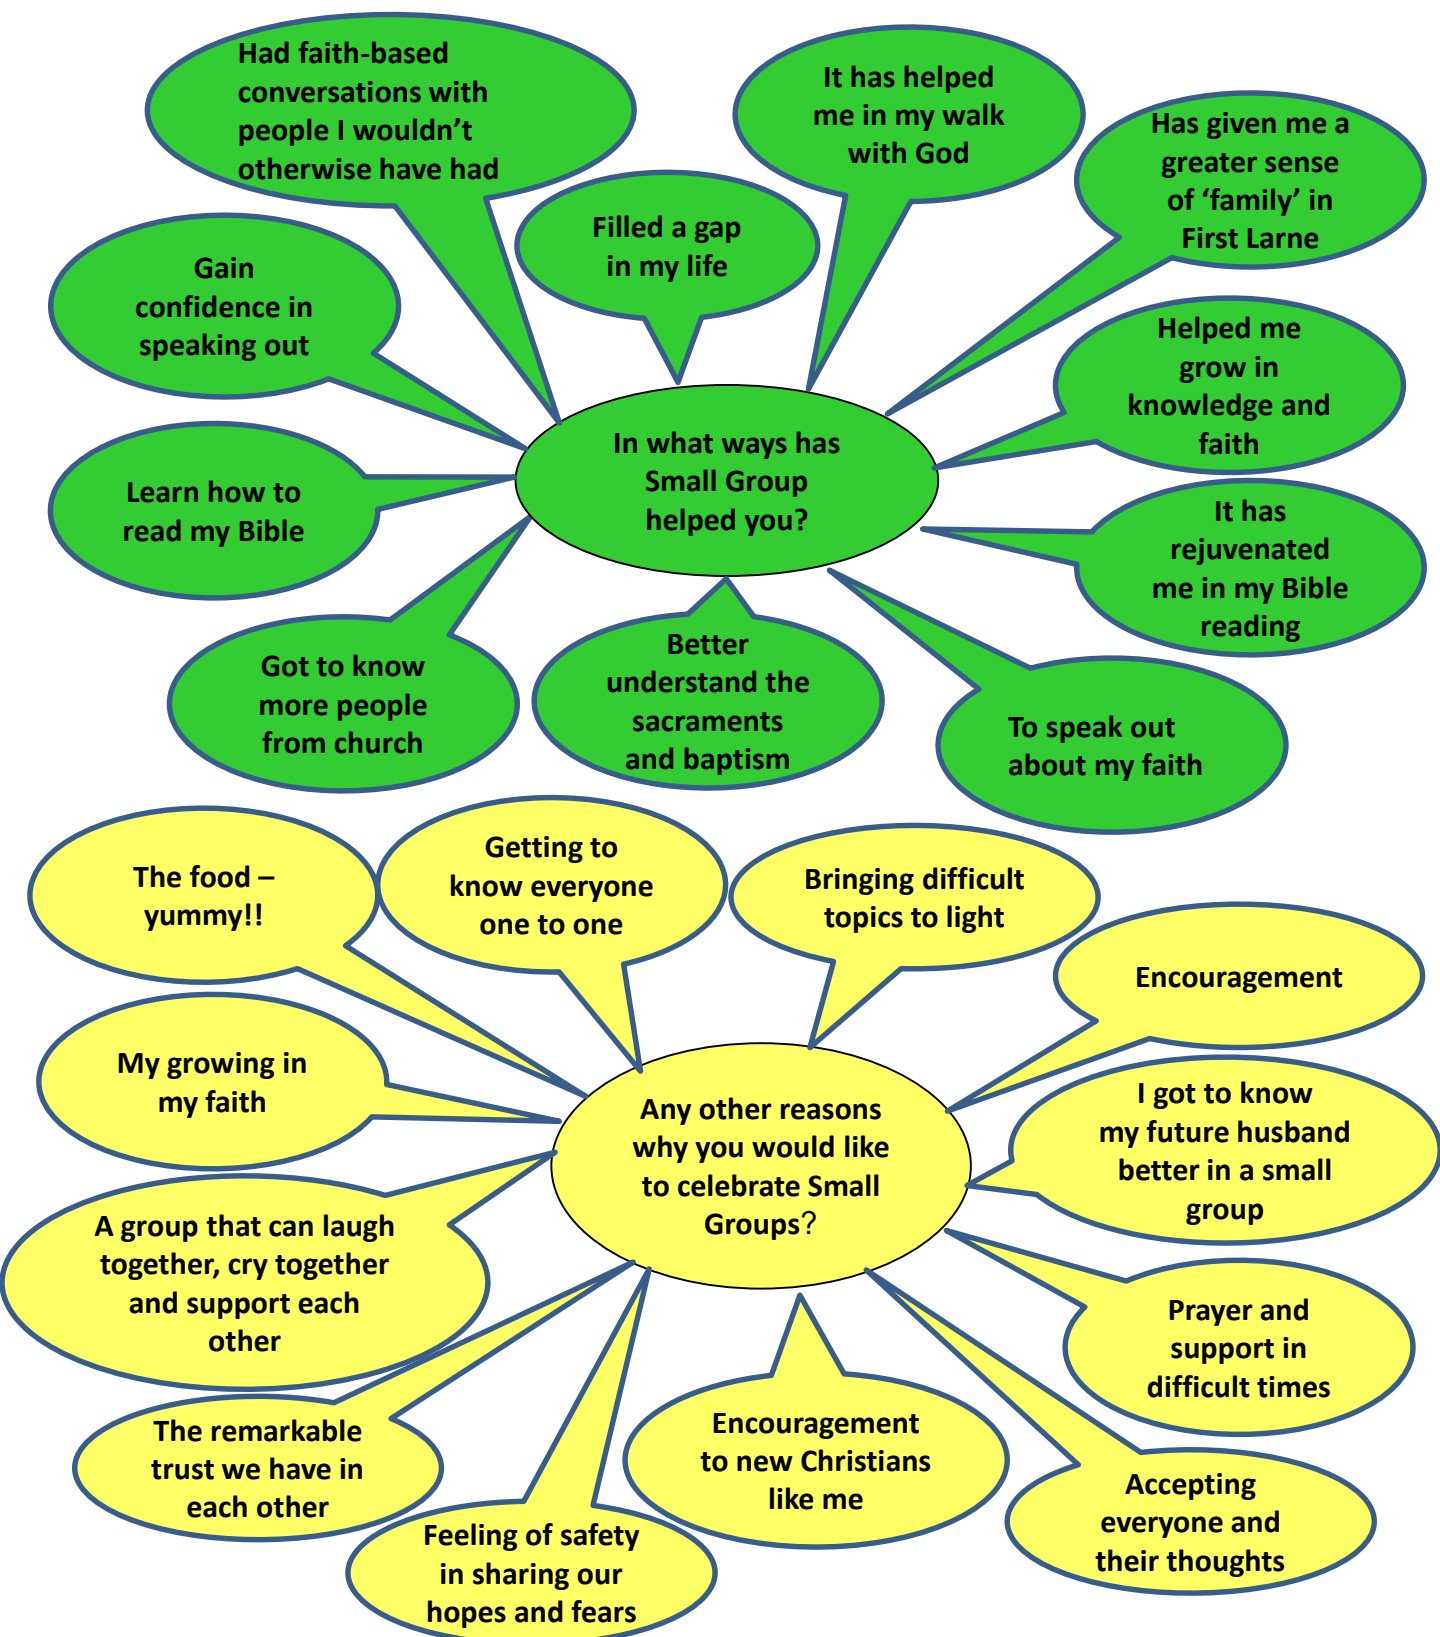 Had faith-based
conversations with
people I wouldn’t
otherwise have had
It has helped
me in my walk
with God
Has given me a
greater sense
of ‘family’ in
First Larne
Filled a gap
in my life
Gain
confidence in
speaking out
Helped me
grow in
knowledge and
faith
In what ways has
Small Group
helped you?
Learn how to
read my Bible
It has
rejuvenated
me in my Bible
reading
Got to know
more people
from church
Better
understand the
sacraments
and baptism
To speak out
about my faith
The food –
yummy!!
Getting to
know everyone
one to one
Bringing difficult
topics to light
Encouragement
My growing in
my faith
Any other reasons
why you would like
to celebrate Small
Groups?
I got to know
my future husband
better in a small
group
A group that can laugh
together, cry together
and support each
other
Prayer and
support in
difficult times
The remarkable
trust we have in
each other
Encouragement
to new Christians
like me
Accepting
everyone and
their thoughts
Feeling of safety
in sharing our
hopes and fears